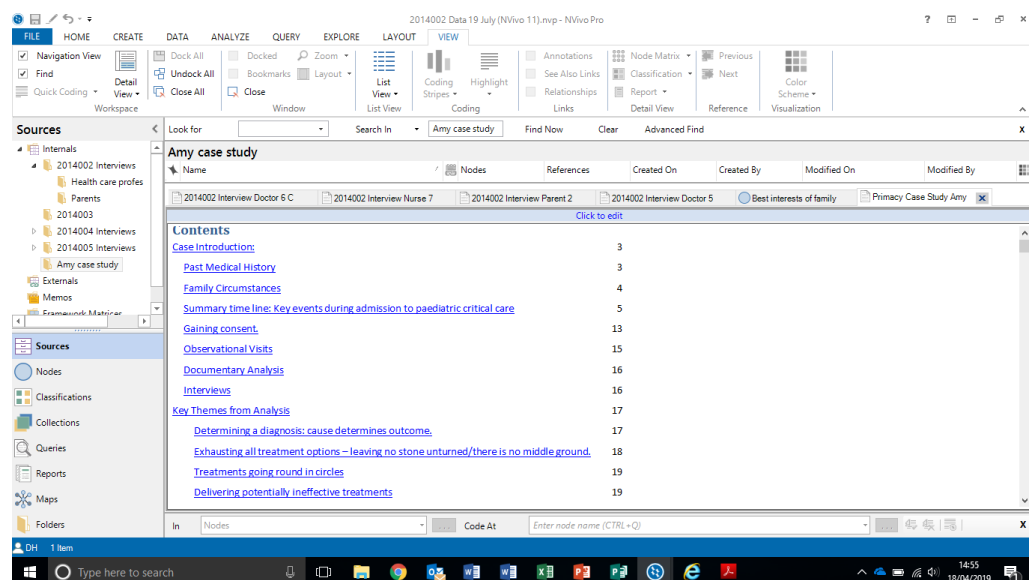 2014002 Data 19 July (NVivo 11).nvp - NVivo Pro
FILE HOME CREATE DATA ANALYZE QUERY EXPLORE LAYOUT VIEW
Navigation View
Find
Quick Coding
Detail View
Workspace
Dock All
Undock All
Close All
Docked
Bookmarks
Close
Zoom
Layout
Window
List View
List View
Coding Stripes
Highlight
Coding
Annotations
See Also Links
Relationships
Links
Node Matrix
Classification
Report
Detail View
Previous
Next
Reference
Color Scheme
Visualization
Sources
Look for Search In Amy case study Find Now Clear Advanced Find x
Internals
2014002 Interviews
Health care profes
Parents
2014003
2014004 Interviews
2014005 Interviews
Amy case study
Externals
Memos
Framework Matrices
Sources
Nodes
Classifications
Collections
Queries
Reports
Maps
Folders
Amy case study
Name Nodes References Created On Created By Modified On Modified By
2014002 Interview Doctor 6 C 2014002 Interview Nurse 7 2014002 Interview Parent 2 2014002 Interview Doctor 5 Best interests of family Primacy Case Study Amy
Click to edit
Contents
Case Introduction: 3
Past Medical History 3
Family Circumstances 4
Summary time line: Key events during admission to paediatric critical care 5
Gaining consent. 13
Observational Visits 15
Documentary Analysis 16
Interviews 16
Key Themes from Analysis 17
Determining a diagnosis: cause determines outcome. 17
Exhausting all treatment options – leaving no stone unturned/there is no middle ground. 18
Treatments going round in circles 19
Delivering potentially ineffective treatments 19
In Nodes ... Code At Enter node name (CTRL+Q) ... x
DH 1 Item
Type here to search
14:55
18/04/2019